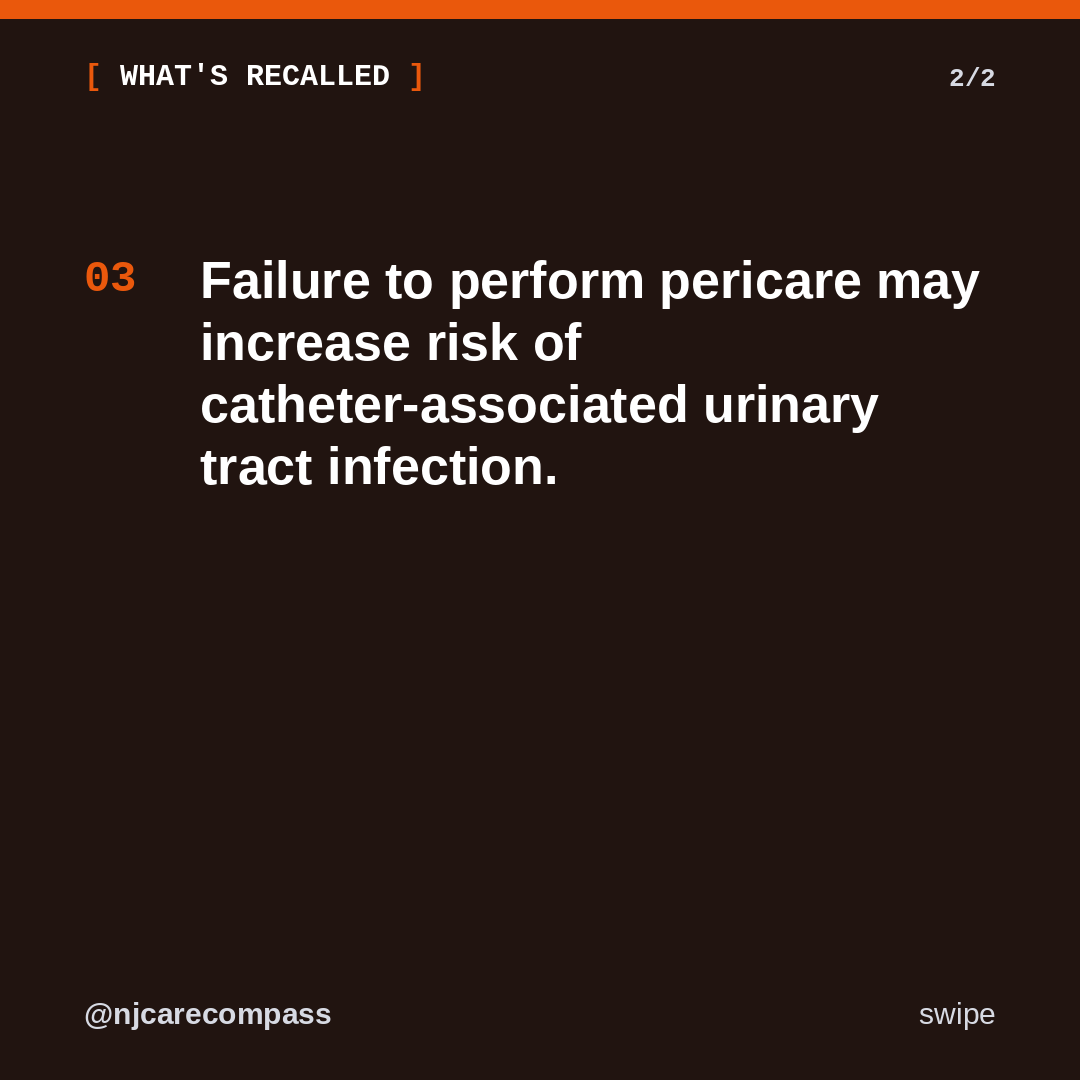 [ WHAT'S RECALLED ]
2/2
03
Failure to perform pericare may
increase risk of
catheter-associated urinary
tract infection.
@njcarecompass
swipe